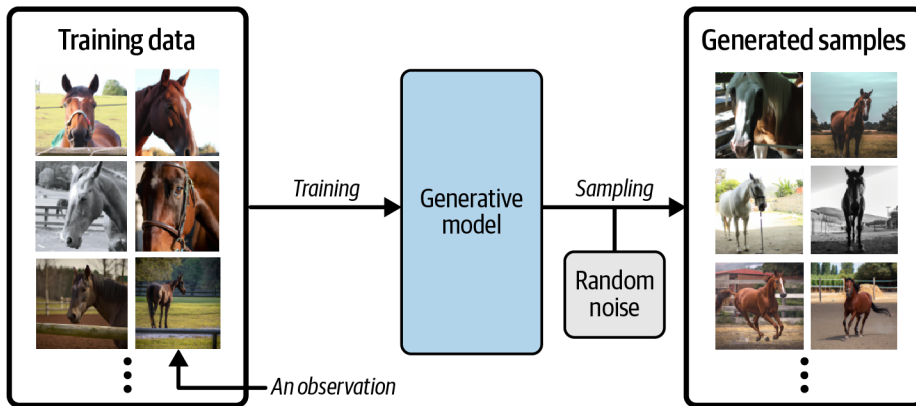 Training data
Generated samples
Training
Generative
model
Sampling
Random
noise
An observation